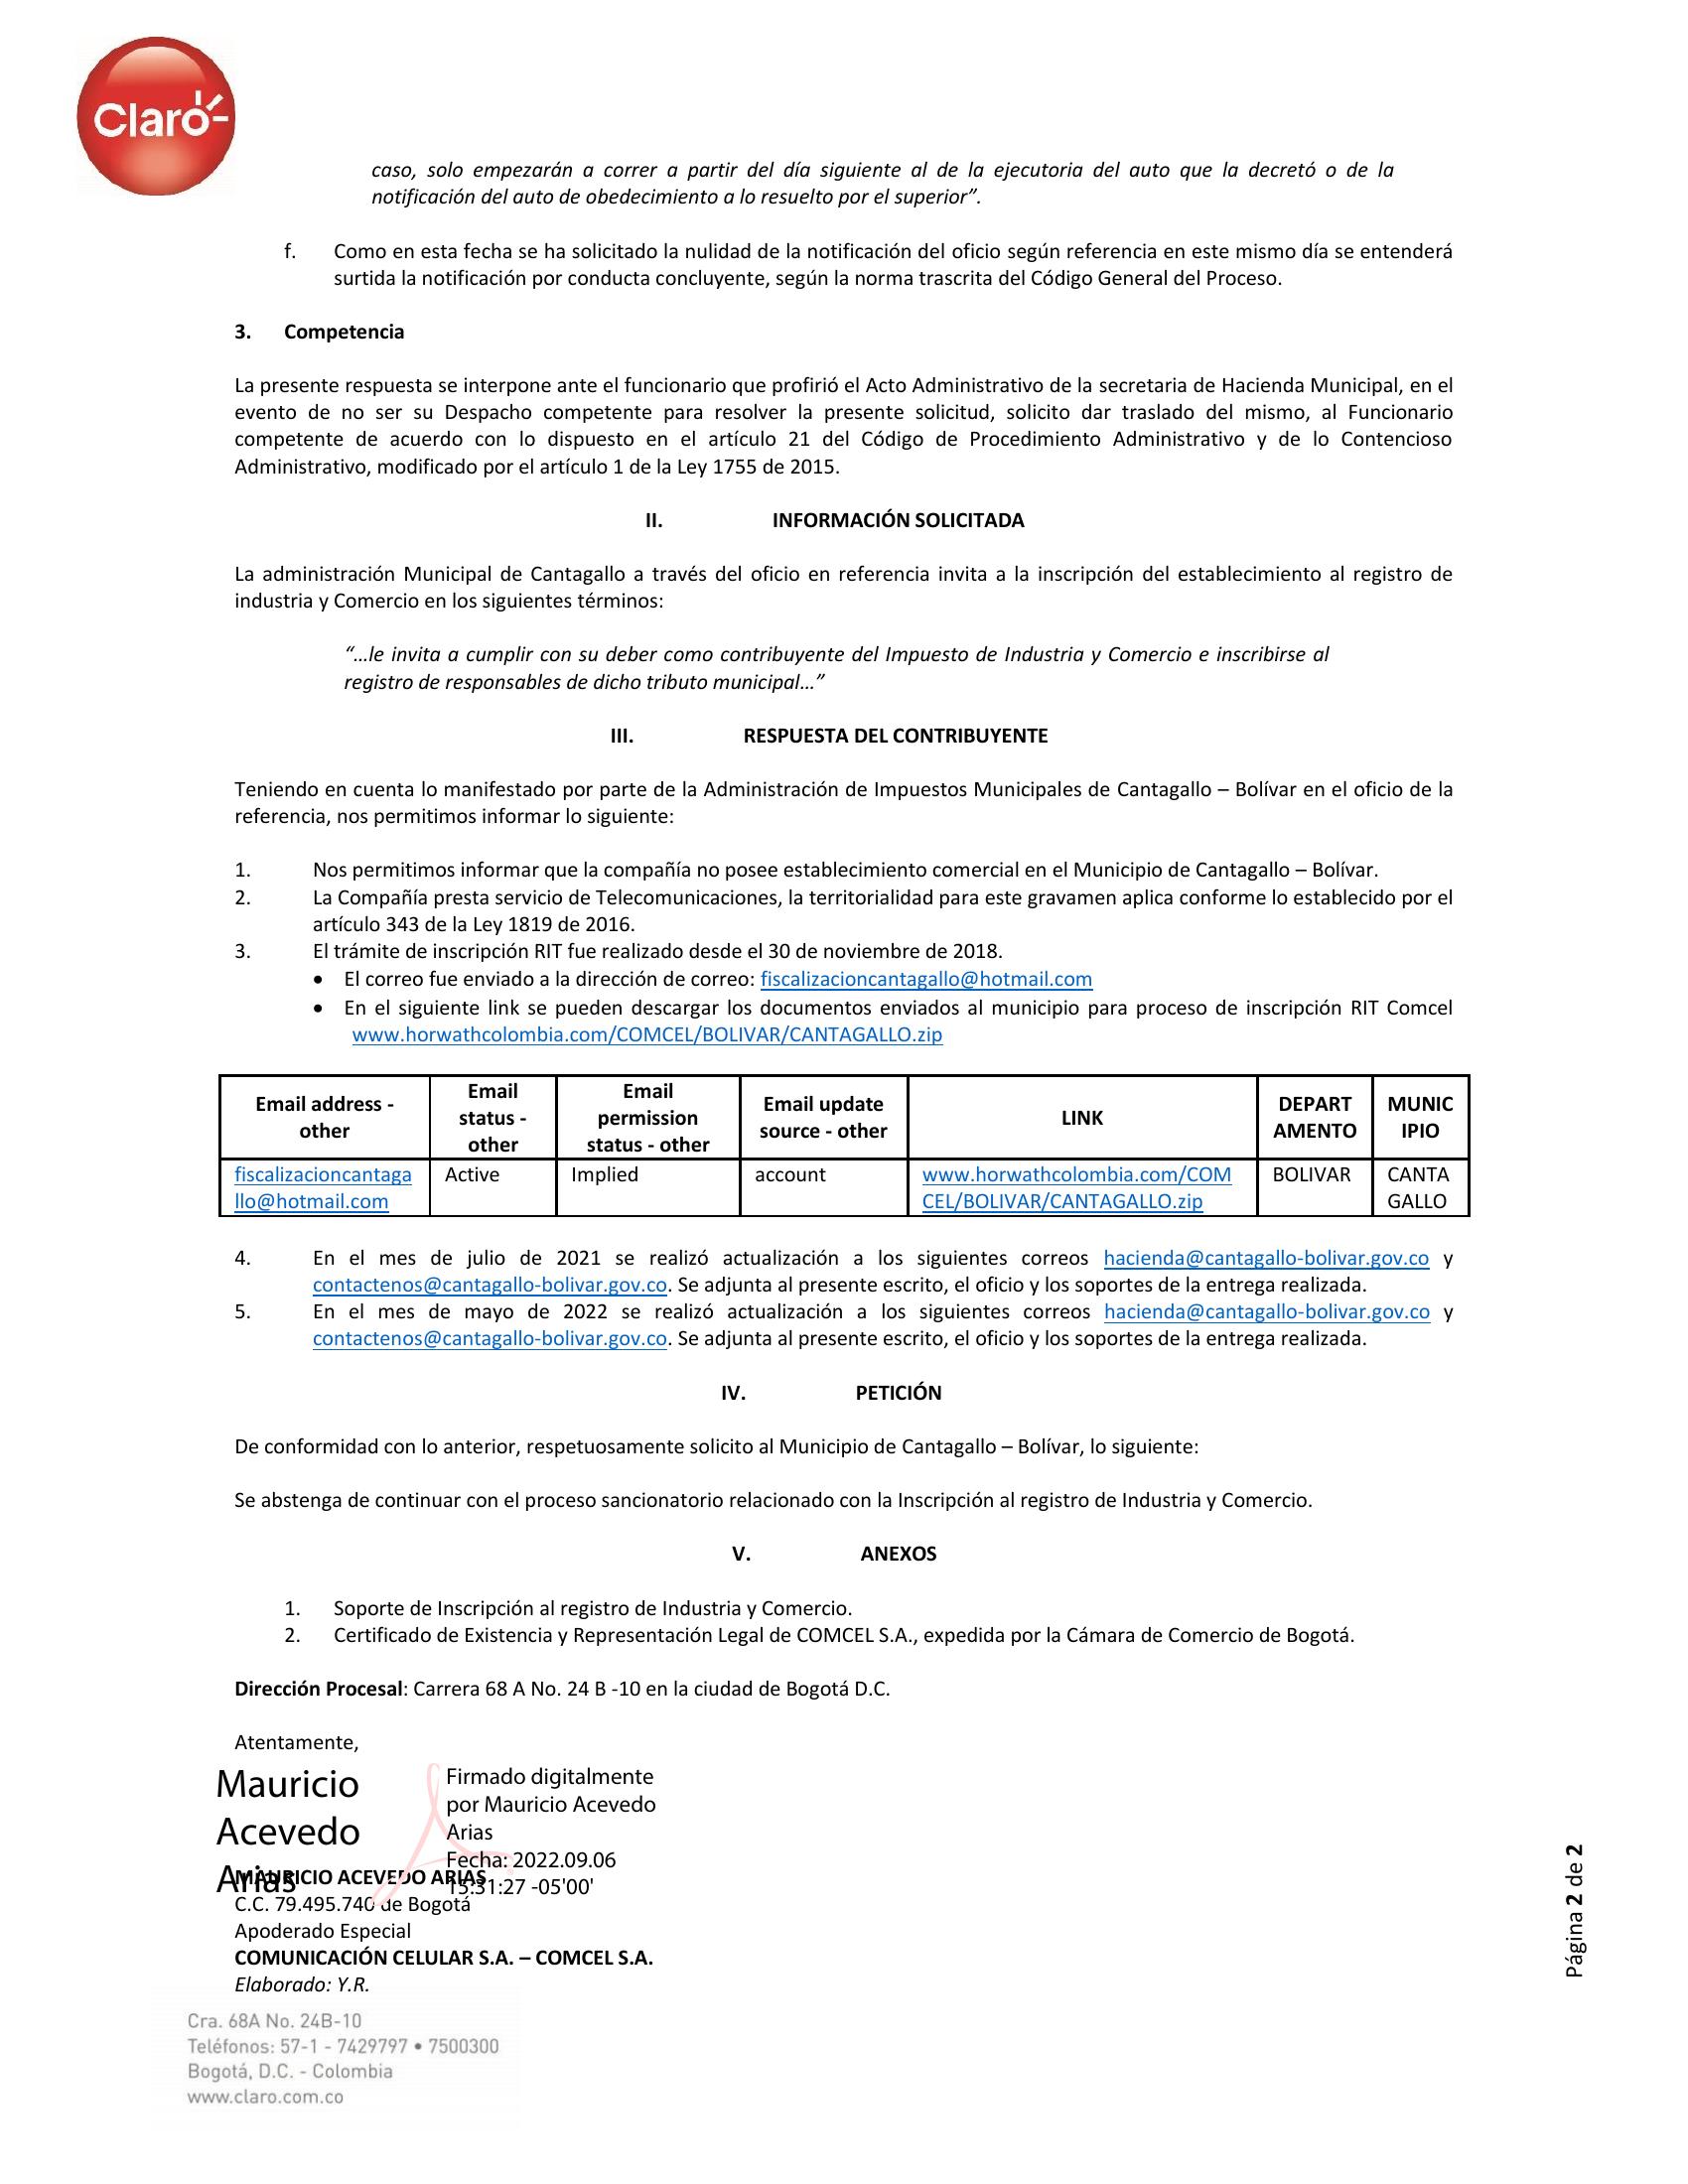 Claro
caso, solo empezarán a correr a partir del día siguiente al de la ejecutoria del auto que la decretó o de la
notificación del auto de obedecimiento a lo resuelto por el superior”.
f. Como en esta fecha se ha solicitado la nulidad de la notificación del oficio según referencia en este mismo día se entenderá
surtida la notificación por conducta concluyente, según la norma trascrita del Código General del Proceso.
3. Competencia
La presente respuesta se interpone ante el funcionario que profirió el Acto Administrativo de la secretaria de Hacienda Municipal, en el
evento de no ser su Despacho competente para resolver la presente solicitud, solicito dar traslado del mismo, al Funcionario
competente de acuerdo con lo dispuesto en el artículo 21 del Código de Procedimiento Administrativo y de lo Contencioso
Administrativo, modificado por el artículo 1 de la Ley 1755 de 2015.
II. INFORMACIÓN SOLICITADA
La administración Municipal de Cantagallo a través del oficio en referencia invita a la inscripción del establecimiento al registro de
industria y Comercio en los siguientes términos:
“…le invita a cumplir con su deber como contribuyente del Impuesto de Industria y Comercio e inscribirse al
registro de responsables de dicho tributo municipal…”
III. RESPUESTA DEL CONTRIBUYENTE
Teniendo en cuenta lo manifestado por parte de la Administración de Impuestos Municipales de Cantagallo – Bolívar en el oficio de la
referencia, nos permitimos informar lo siguiente:
1. Nos permitimos informar que la compañía no posee establecimiento comercial en el Municipio de Cantagallo – Bolívar.
2. La Compañía presta servicio de Telecomunicaciones, la territorialidad para este gravamen aplica conforme lo establecido por el
artículo 343 de la Ley 1819 de 2016.
3. El trámite de inscripción RIT fue realizado desde el 30 de noviembre de 2018.
• El correo fue enviado a la dirección de correo: fiscalizacioncantagallo@hotmail.com
• En el siguiente link se pueden descargar los documentos enviados al municipio para proceso de inscripción RIT Comcel
www.horwathcolombia.com/COMCEL/BOLIVAR/CANTAGALLO.zip
Email address -
other
Email
status -
other
Email
permission
status - other
Email update
source - other
LINK
DEPART
AMENTO
MUNIC
IPIO
fiscalizacioncantaga
llo@hotmail.com
Active
Implied
account
www.horwathcolombia.com/COM
CEL/BOLIVAR/CANTAGALLO.zip
BOLIVAR
CANTA
GALLO
4. En el mes de julio de 2021 se realizó actualización a los siguientes correos hacienda@cantagallo-bolivar.gov.co y
contactenos@cantagallo-bolivar.gov.co. Se adjunta al presente escrito, el oficio y los soportes de la entrega realizada.
5. En el mes de mayo de 2022 se realizó actualización a los siguientes correos hacienda@cantagallo-bolivar.gov.co y
contactenos@cantagallo-bolivar.gov.co. Se adjunta al presente escrito, el oficio y los soportes de la entrega realizada.
IV. PETICIÓN
De conformidad con lo anterior, respetuosamente solicito al Municipio de Cantagallo – Bolívar, lo siguiente:
Se abstenga de continuar con el proceso sancionatorio relacionado con la Inscripción al registro de Industria y Comercio.
V. ANEXOS
1. Soporte de Inscripción al registro de Industria y Comercio.
2. Certificado de Existencia y Representación Legal de COMCEL S.A., expedida por la Cámara de Comercio de Bogotá.
Dirección Procesal: Carrera 68 A No. 24 B -10 en la ciudad de Bogotá D.C.
Atentamente,
Mauricio
Acevedo
Arias
Firmado digitalmente
por Mauricio Acevedo
Arias
Fecha: 2022.09.06
15:31:27 -05'00'
MAURICIO ACEVEDO ARIAS
C.C. 79.495.740 de Bogotá
Apoderado Especial
COMUNICACIÓN CELULAR S.A. – COMCEL S.A.
Elaborado: Y.R.
Cra. 68A No. 24B-10
Teléfonos: 57-1 - 7429797 • 7500300
Bogotá, D.C. - Colombia
www.claro.com.co
Página 2 de 2